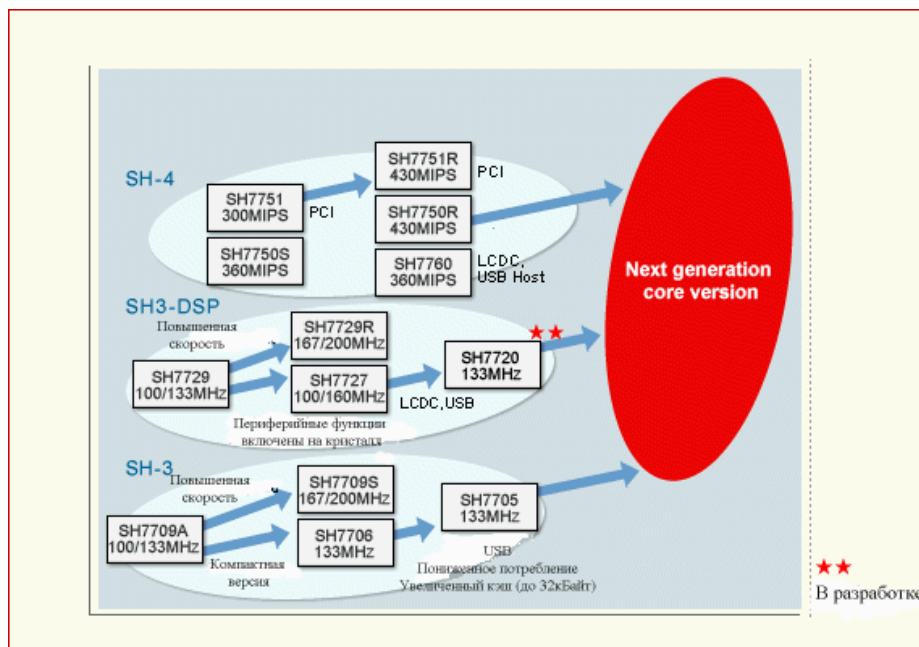 SH-4
SH7751
300MIPS
PCI
SH7750S
360MIPS
SH7751R
430MIPS
PCI
SH7750R
430MIPS
SH7760
360MIPS
LCDC,
USB Host
Next generation
core version
SH3-DSP
Повышенная
скорость
SH7729
100/133MHz
SH7729R
167/200MHz
SH7727
100/160MHz
LCDC,USB
SH7720
133MHz
★★
Периферийные функции
включены на кристалл
SH-3
Повышенная
скорость
SH7709A
100/133MHz
SH7709S
167/200MHz
SH7706
133MHz
Компактная
версия
SH7705
133MHz
USB
Пониженное потребление
Увеличенный кэш (до 32кБайт)
★★
В разработке